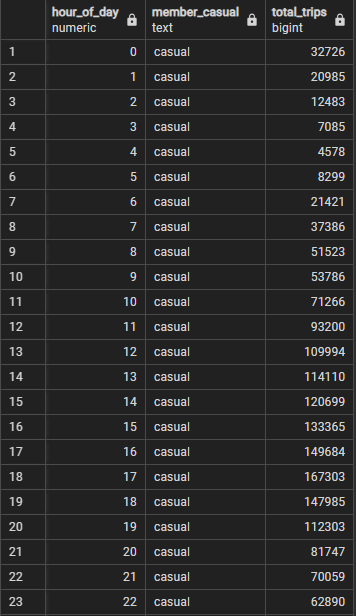 hour_of_day member_casual total_trips
numeric text bigint
1 0 casual 32726
2 1 casual 20985
3 2 casual 12483
4 3 casual 7085
5 4 casual 4578
6 5 casual 8299
7 6 casual 21421
8 7 casual 37386
9 8 casual 51523
10 9 casual 53786
11 10 casual 71266
12 11 casual 93200
13 12 casual 109994
14 13 casual 114110
15 14 casual 120699
16 15 casual 133365
17 16 casual 149684
18 17 casual 167303
19 18 casual 147985
20 19 casual 112303
21 20 casual 81747
22 21 casual 70059
23 22 casual 62890